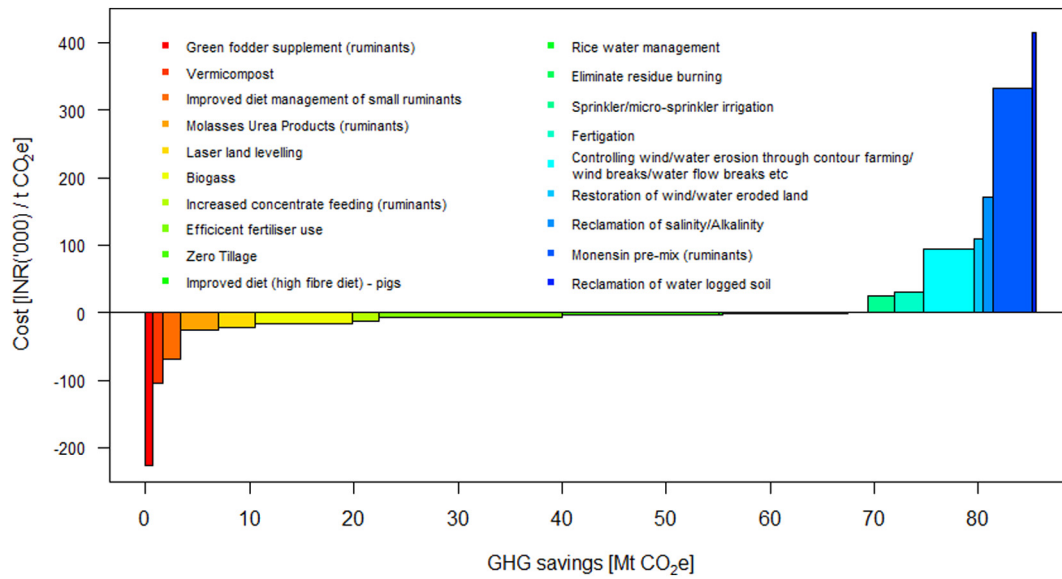 Cost [INR('000) / t CO₂e]
400
300
200
100
0
-100
-200
Green fodder supplement (ruminants)
Vermicompost
Improved diet management of small ruminants
Molasses Urea Products (ruminants)
Laser land levelling
Biogass
Increased concentrate feeding (ruminants)
Efficicent fertiliser use
Zero Tillage
Improved diet (high fibre diet) - pigs
Rice water management
Eliminate residue burning
Sprinkler/micro-sprinkler irrigation
Fertigation
Controlling wind/water erosion through contour farming/
wind breaks/water flow breaks etc
Restoration of wind/water eroded land
Reclamation of salinity/Alkalinity
Monensin pre-mix (ruminants)
Reclamation of water logged soil
0 10 20 30 40 50 60 70 80
GHG savings [Mt CO₂e]